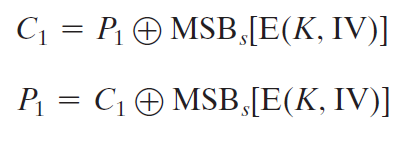 C₁ = P₁ ⊕ MSBₛ[E(K, IV)]
P₁ = C₁ ⊕ MSBₛ[E(K, IV)]